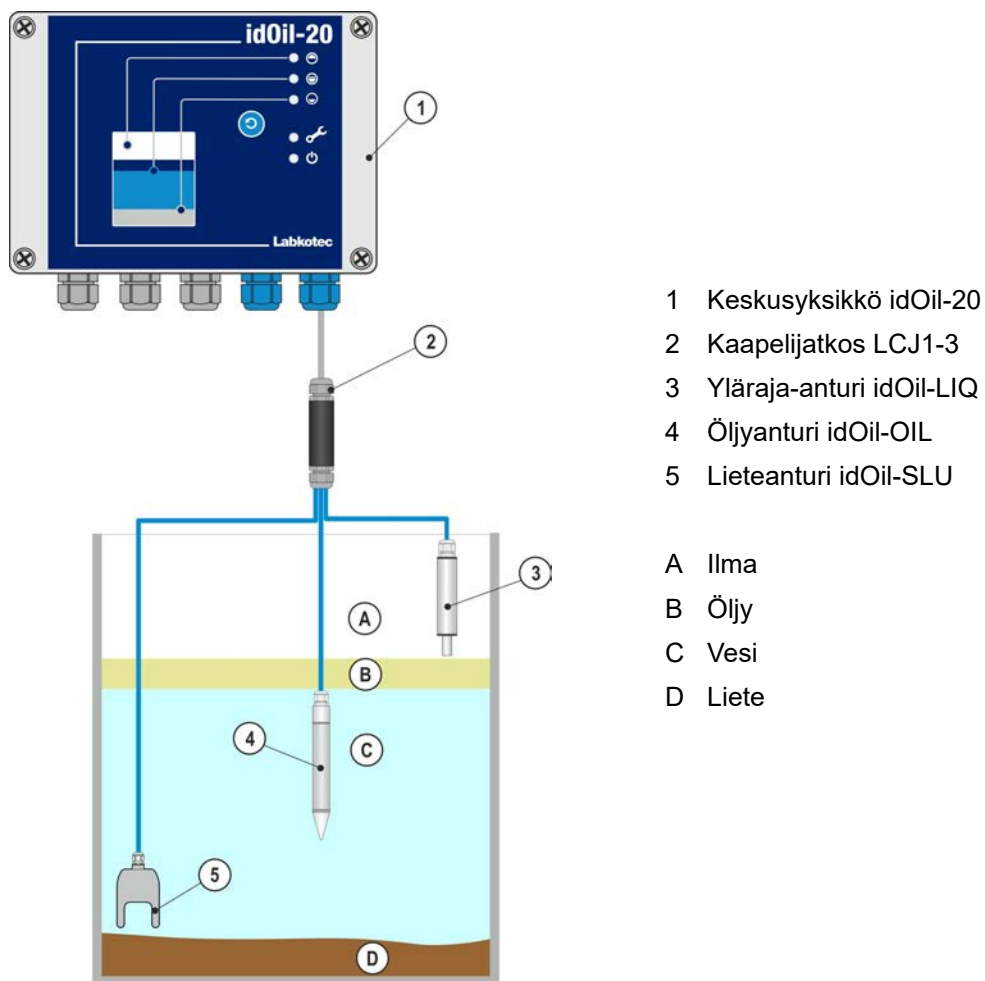 idOil-20
Labkotec
1
2
3
A
B
4
C
5
D
1 Keskusyksikkö idOil-20
2 Kaapelijatkos LCJ1-3
3 Yläraja-anturi idOil-LIQ
4 Öljyanturi idOil-OIL
5 Lieteanturi idOil-SLU
A Ilma
B Öljy
C Vesi
D Liete